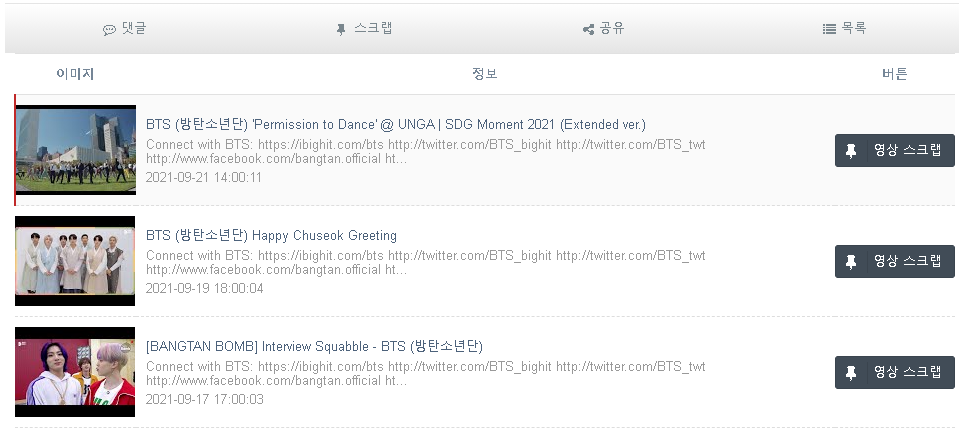 댓글
스크랩
공유
목록
이미지
정보
버튼
BTS (방탄소년단) 'Permission to Dance' @ UNGA | SDG Moment 2021 (Extended ver.)
Connect with BTS: https://ibighit.com/bts http://twitter.com/BTS_bighit http://twitter.com/BTS_twt
http://www.facebook.com/bangtan.official ht...
2021-09-21 14:00:11
영상 스크랩
BTS (방탄소년단) Happy Chuseok Greeting
Connect with BTS: https://ibighit.com/bts http://twitter.com/BTS_bighit http://twitter.com/BTS_twt
http://www.facebook.com/bangtan.official ht...
2021-09-19 18:00:04
영상 스크랩
[BANGTAN BOMB] Interview Squabble - BTS (방탄소년단)
Connect with BTS: https://ibighit.com/bts http://twitter.com/BTS_bighit http://twitter.com/BTS_twt
http://www.facebook.com/bangtan.official ht...
2021-09-17 17:00:03
영상 스크랩